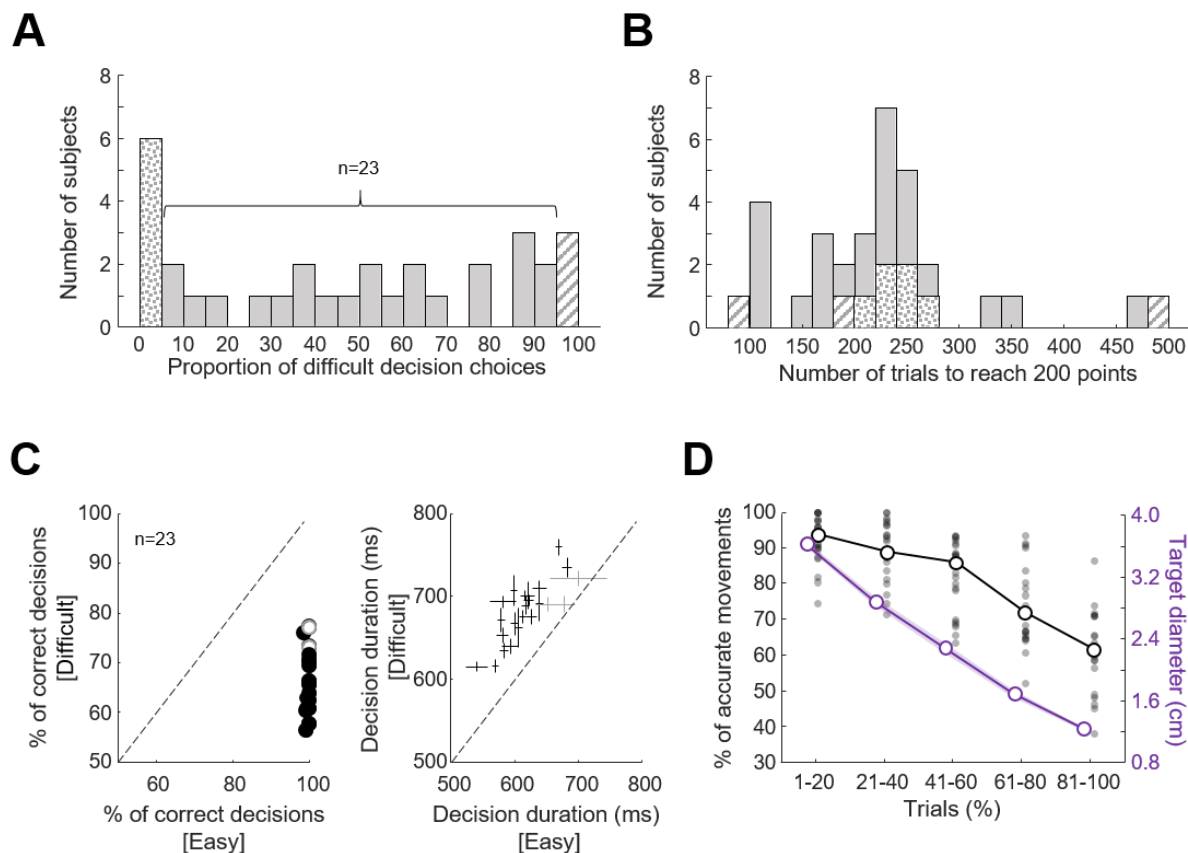 A
8
6
4
2
0
Number of subjects
n=23
0 10 20 30 40 50 60 70 80 90 100
Proportion of difficult decision choices
B
8
6
4
2
0
Number of subjects
100 150 200 250 300 350 400 450 500
Number of trials to reach 200 points
C
100
90
80
70
60
50
% of correct decisions
[Difficult]
n=23
60 80 100
% of correct decisions
[Easy]
800
700
600
500
Decision duration (ms)
[Difficult]
500 600 700 800
Decision duration (ms)
[Easy]
D
100
90
80
70
60
50
40
30
% of accurate movements
4.0
3.2
2.4
1.6
0.8
Target diameter (cm)
1-20 21-40 41-60 61-80 81-100
Trials (%)